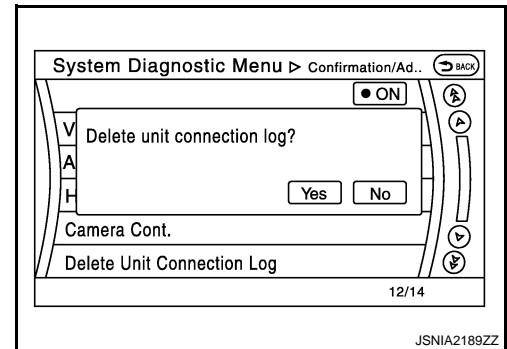 System Diagnostic Menu ▷ Confirmation/Ad.. BACK
● ON
V
Delete unit connection log?
A
H
Yes No
Camera Cont.
Delete Unit Connection Log
12/14
JSNIA2189ZZ